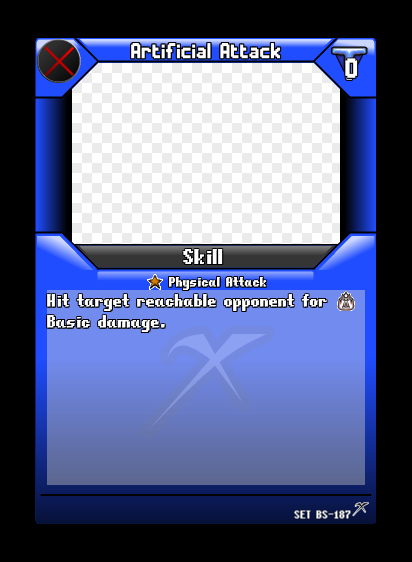 Artificial Attack
0
Skill
Physical Attack
Hit target reachable opponent for
Basic damage.
SET BS-187